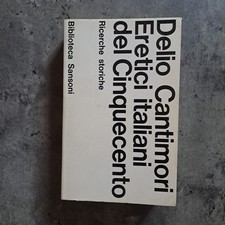 Delio Cantimori
Eretici italiani
del Cinquecento
Ricerche storiche
Biblioteca Sansoni